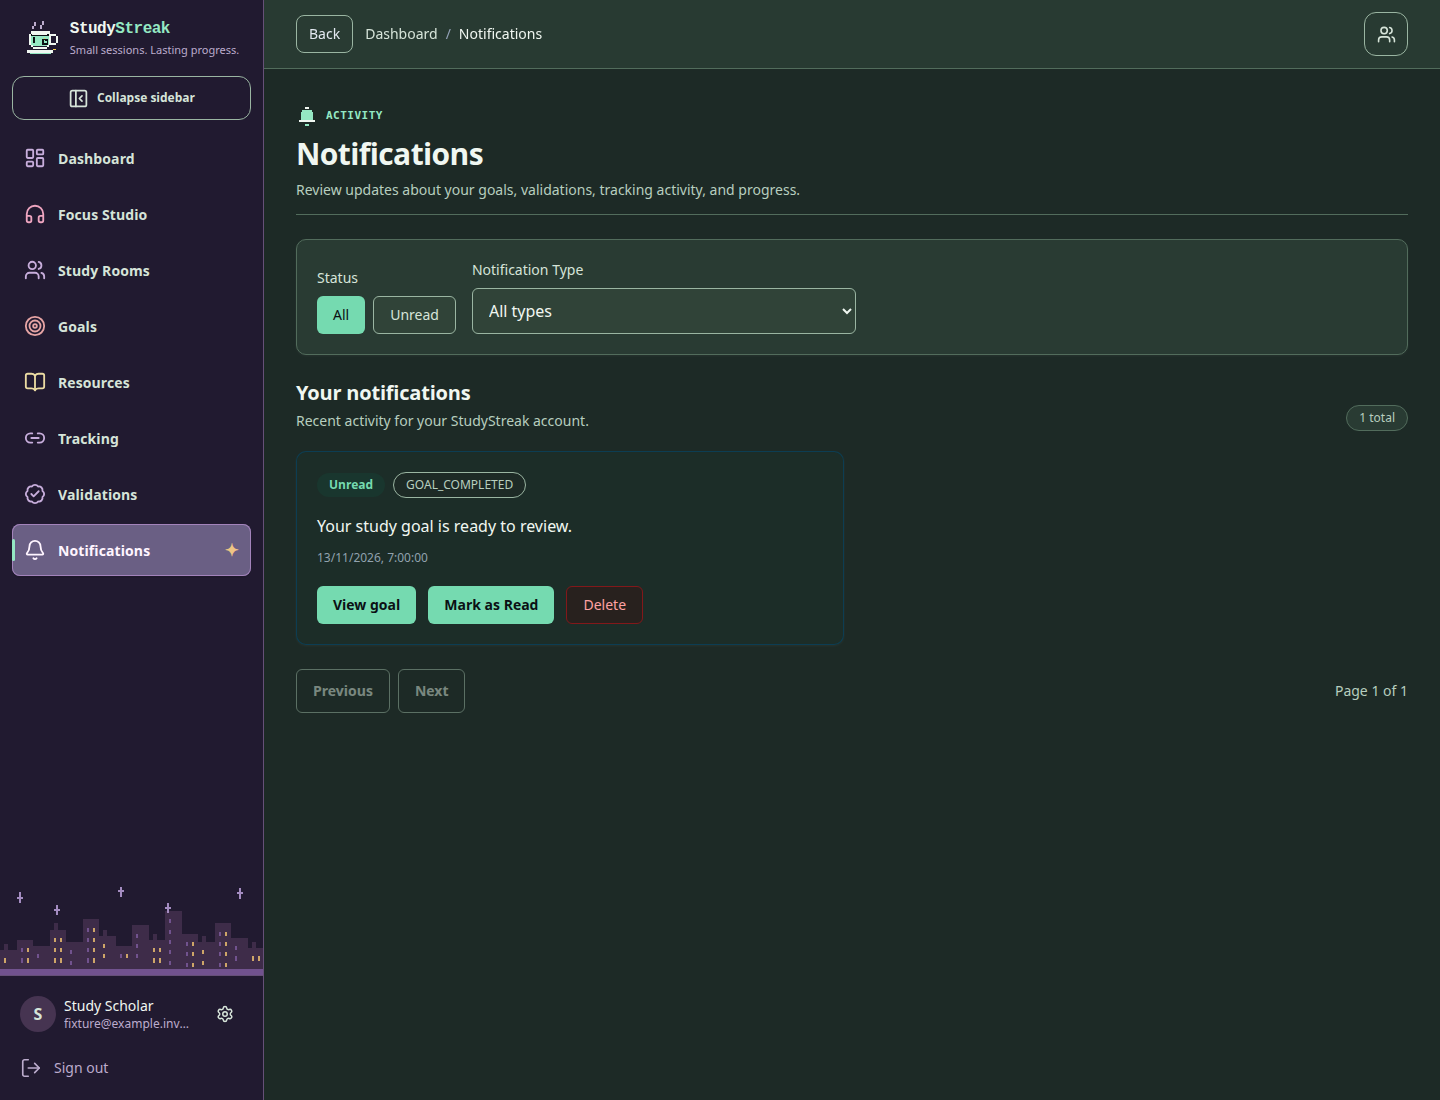 StudyStreak
Small sessions. Lasting progress.
Collapse sidebar
Dashboard
Focus Studio
Study Rooms
Goals
Resources
Tracking
Validations
Notifications
Study Scholar
fixture@example.inv...
S
Sign out
Back
Dashboard / Notifications
ACTIVITY
Notifications
Review updates about your goals, validations, tracking activity, and progress.
Status
All
Unread
Notification Type
All types
Your notifications
Recent activity for your StudyStreak account.
1 total
Unread
GOAL_COMPLETED
Your study goal is ready to review.
13/11/2026, 7:00:00
View goal
Mark as Read
Delete
Previous
Next
Page 1 of 1